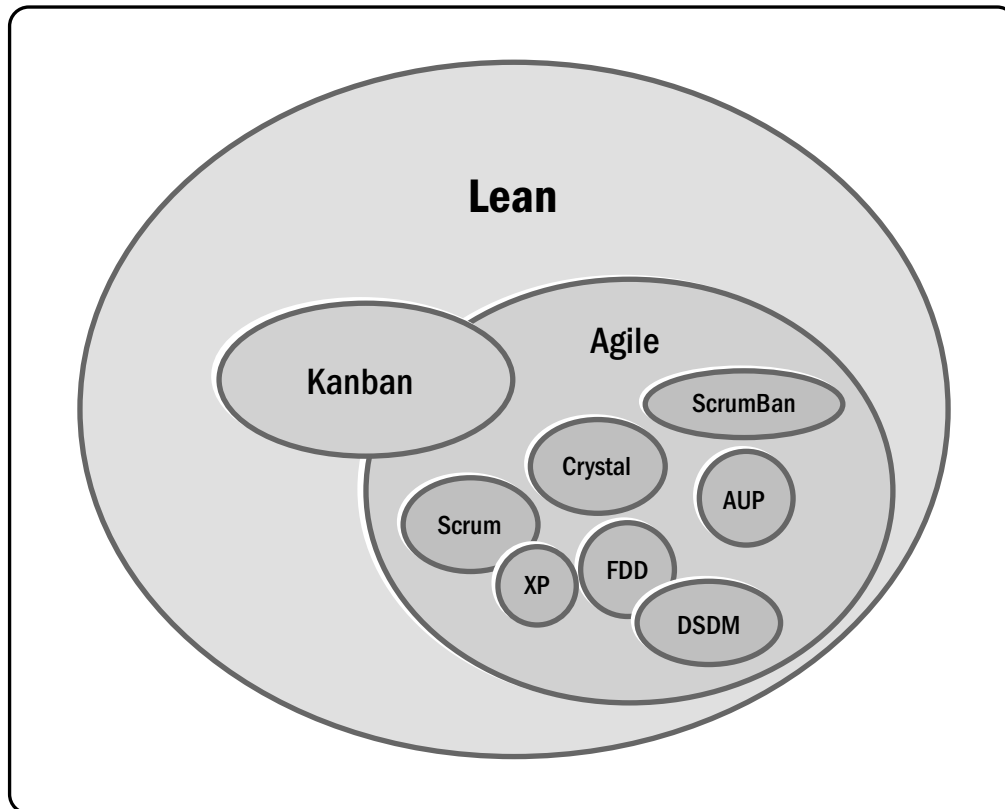 Lean
Agile
Kanban
ScrumBan
Crystal
AUP
Scrum
FDD
XP
DSDM